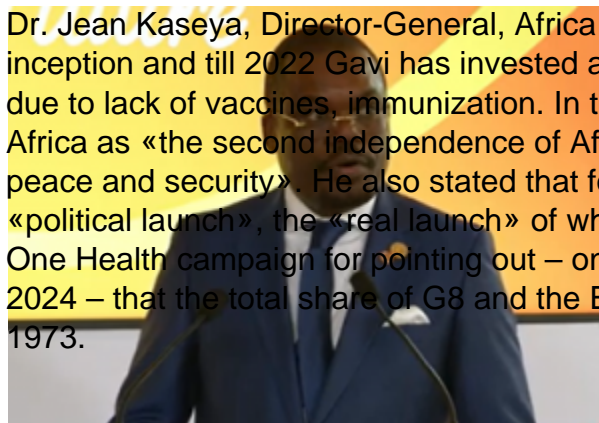 Dr. Jean Kaseya, Director-General, Africa
inception and till 2022 Gavi has invested a
due to lack of vaccines, immunization. In t
Africa as «the second independence of Af
peace and security». He also stated that fo
«political launch», the «real launch» of wh
One Health campaign for pointing out – on
2024 – that the total share of G8 and the E
1973.